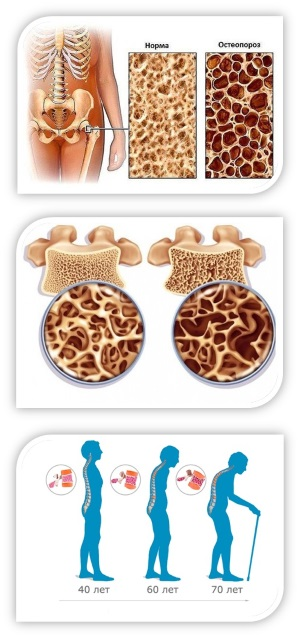 Норма
Остеопороз
40 лет
60 лет
70 лет